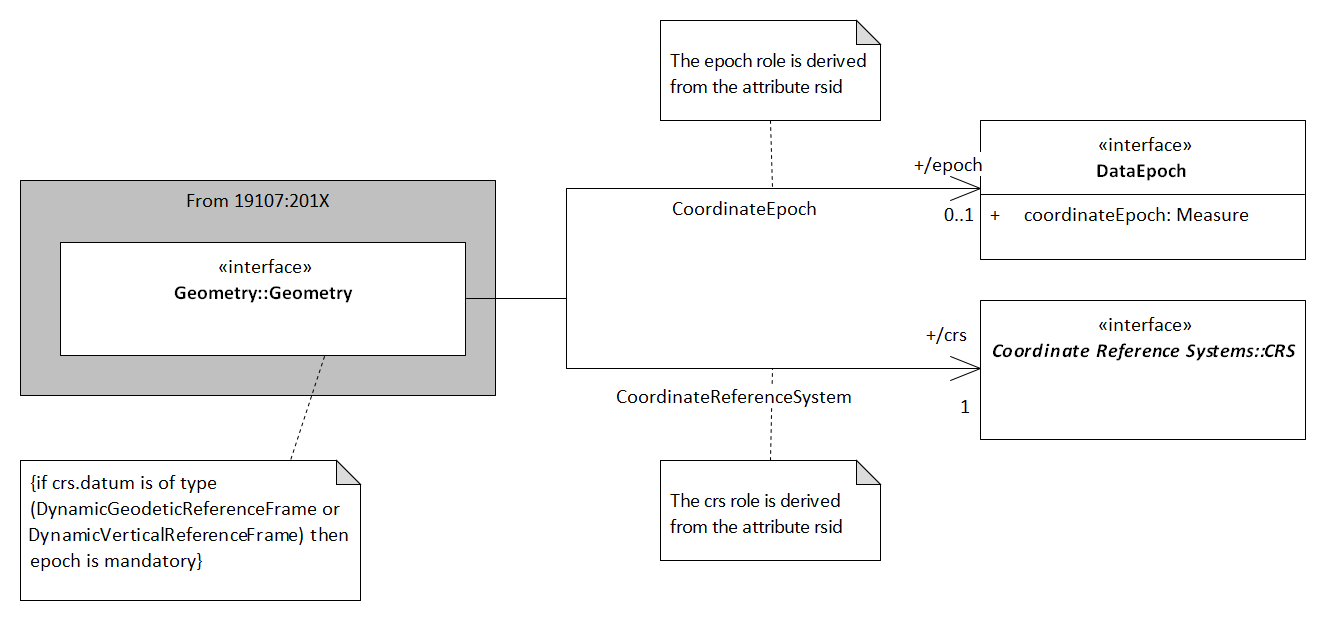 The epoch role is derived
from the attribute rsid
«interface»
DataEpoch
+/epoch
0..1
+ coordinateEpoch: Measure
CoordinateEpoch
From 19107:201X
«interface»
Geometry::Geometry
«interface»
Coordinate Reference Systems::CRS
+/crs
1
CoordinateReferenceSystem
{if crs.datum is of type
(DynamicGeodeticReferenceFrame or
DynamicVerticalReferenceFrame) then
epoch is mandatory}
The crs role is derived
from the attribute rsid